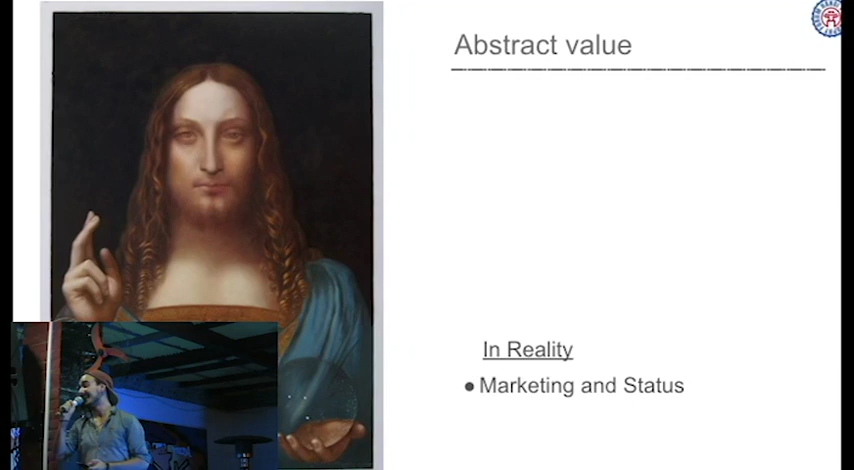 Abstract value
In Reality
● Marketing and Status